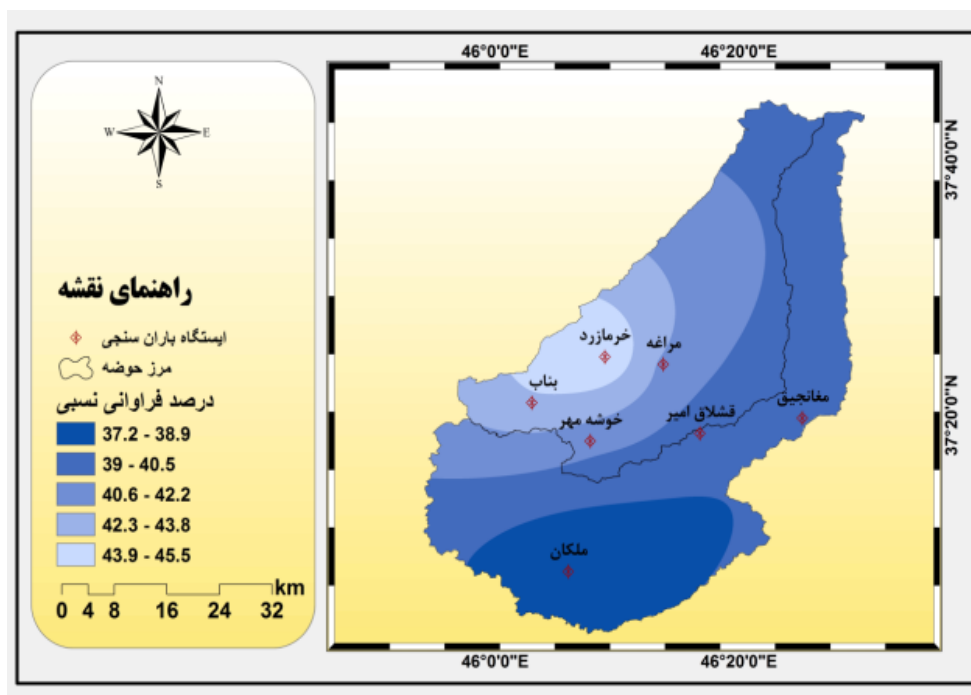 N
W
E
S
راهنمای نقشه
ایستگاه باران سنجی
مرز حوضه
درصد فراوانی نسبی
37.2 - 38.9
39 - 40.5
40.6 - 42.2
42.3 - 43.8
43.9 - 45.5
km
0 4 8 16 24 32
46°0'0"E
46°20'0"E
37°40'0"N
37°20'0"N
خرمازرد
مراغه
بناب
خوشه مهر
قشلاق امیر
مغانجیق
ملکان
46°0'0"E
46°20'0"E